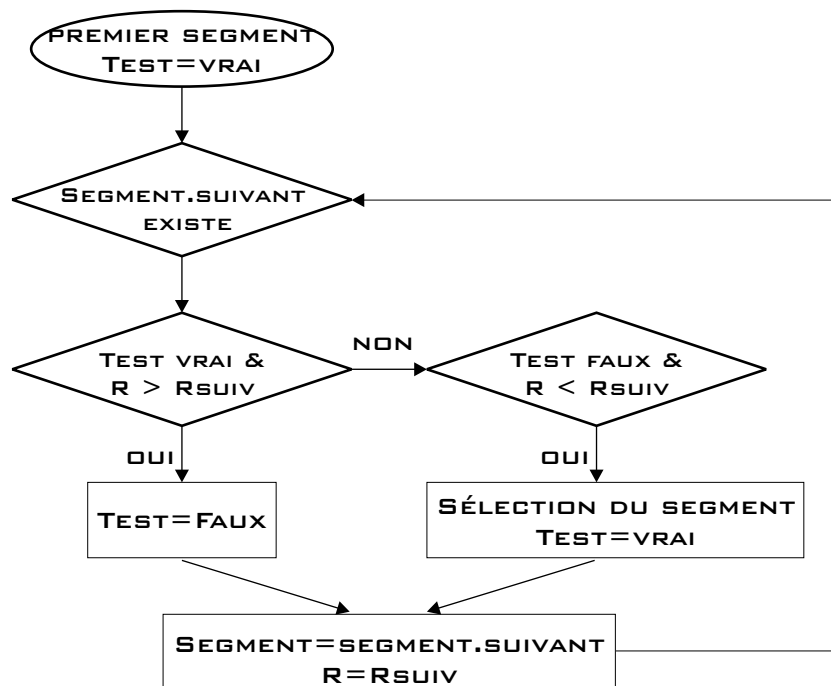 PREMIER SEGMENT
TEST=VRAI
SEGMENT.SUIVANT
EXISTE
TEST VRAI &
R > RSUIV
NON
TEST FAUX &
R < RSUIV
OUI
OUI
TEST=FAUX
SÉLECTION DU SEGMENT
TEST=VRAI
SEGMENT=SEGMENT.SUIVANT
R=RSUIV